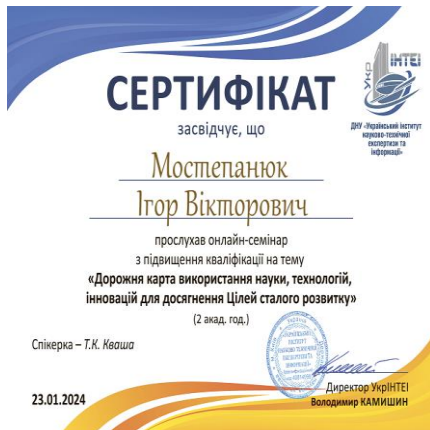 УКР ІНТЕІ
СЕРТИФІКАТ
ДНУ «Український інститут
науково-технічної
експертизи та
інформації»
засвідчує, що
Мостепанюк
Ігор Вікторович
прослухав онлайн-семінар
з підвищення кваліфікації на тему
«Дорожня карта використання науки, технологій,
інновацій для досягнення Цілей сталого розвитку»
(2 акад. год.)
Спікерка – Т.К. Кваша
Директор УкрІНТЕІ
23.01.2024
Володимир КАМИШИН